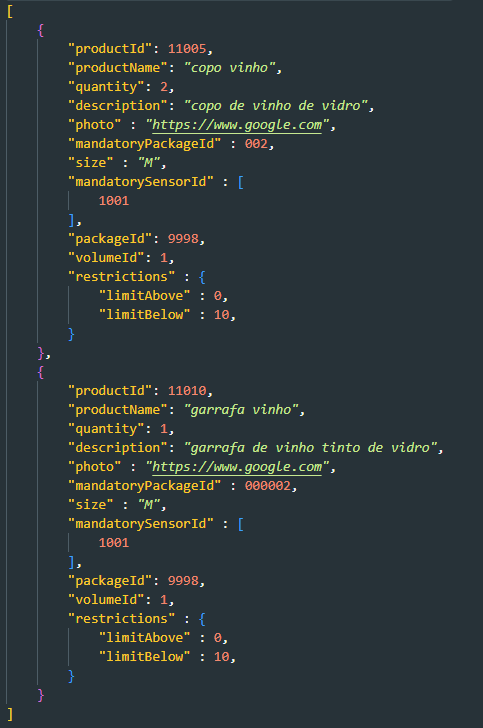 [
    {
        "productId": 11005,
        "productName": "copo vinho",
        "quantity": 2,
        "description": "copo de vinho de vidro",
        "photo" : "https://www.google.com",
        "mandatoryPackageId" : 002,
        "size" : "M",
        "mandatorySensorId" : [
            1001
        ],
        "packageId": 9998,
        "volumeId": 1,
        "restrictions" : {
            "limitAbove" : 0,
            "limitBelow" : 10,
        }
    },
    {
        "productId": 11010,
        "productName": "garrafa vinho",
        "quantity": 1,
        "description": "garrafa de vinho tinto de vidro",
        "photo" : "https://www.google.com",
        "mandatoryPackageId" : 000002,
        "size" : "M",
        "mandatorySensorId" : [
            1001
        ],
        "packageId": 9998,
        "volumeId": 1,
        "restrictions" : {
            "limitAbove" : 0,
            "limitBelow" : 10,
        }
    }
]